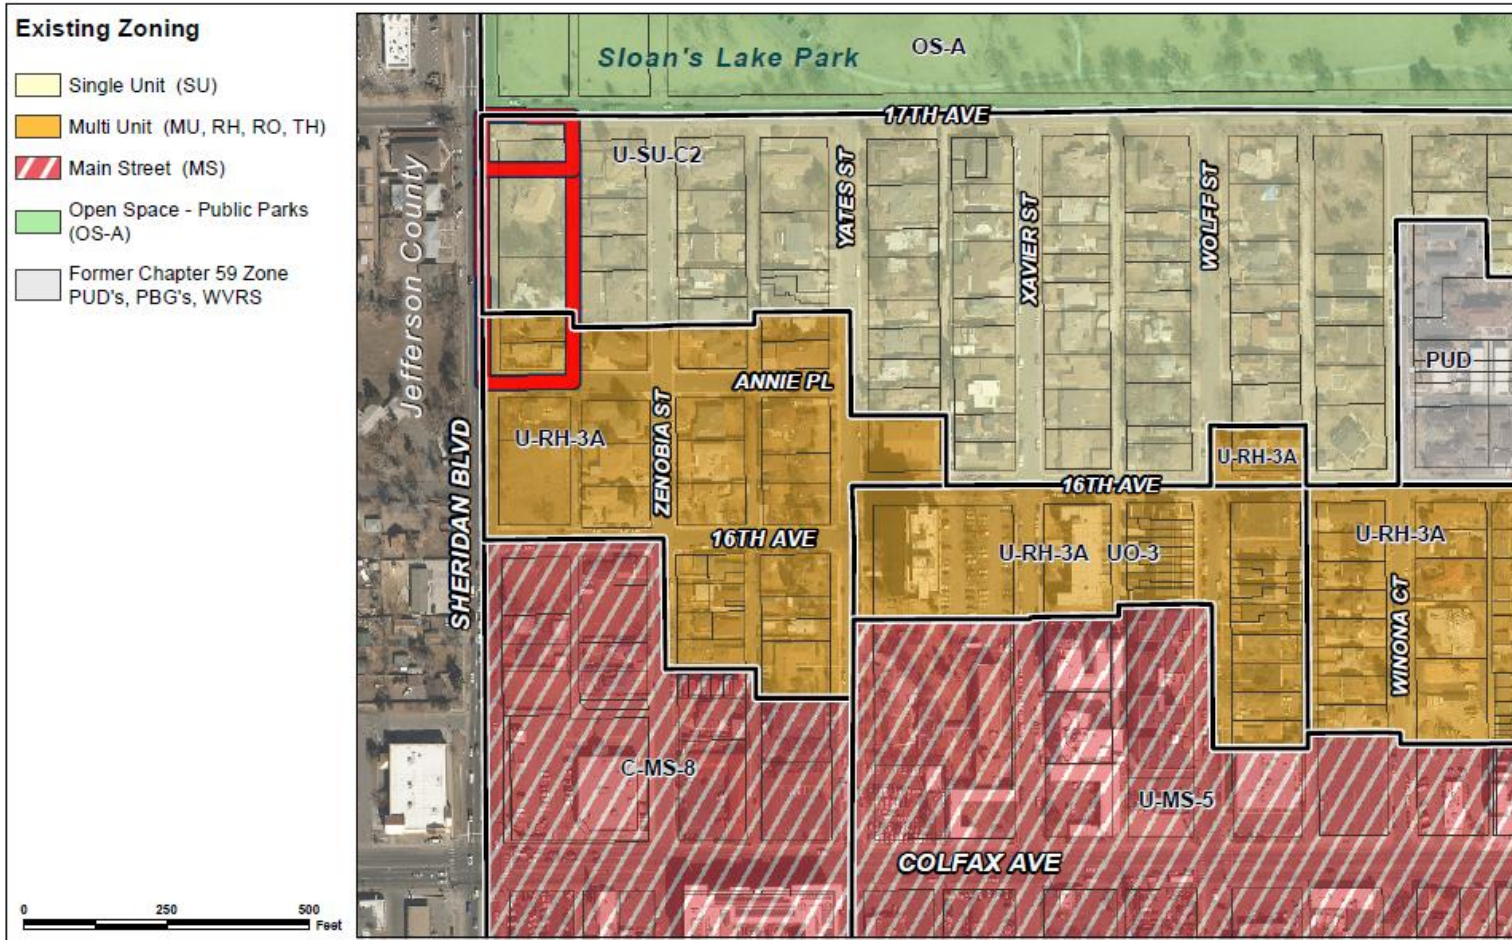 Existing Zoning
Single Unit (SU)
Multi Unit (MU, RH, RO, TH)
Main Street (MS)
Open Space - Public Parks
(OS-A)
Former Chapter 59 Zone
PUD's, PBG's, WVRS
0 250 500
Feet
Sloan's Lake Park
OS-A
17TH AVE
U-SU-C2
YATES ST
XAVIER ST
WOLFF ST
Jefferson County
PUD
ANNIE PL
ZENOBIA ST
U-RH-3A
SHERIDAN BLVD
U-RH-3A
16TH AVE
16TH AVE
U-RH-3A UO-3
U-RH-3A
WINONA CT
C-MS-8
U-MS-5
COLFAX AVE